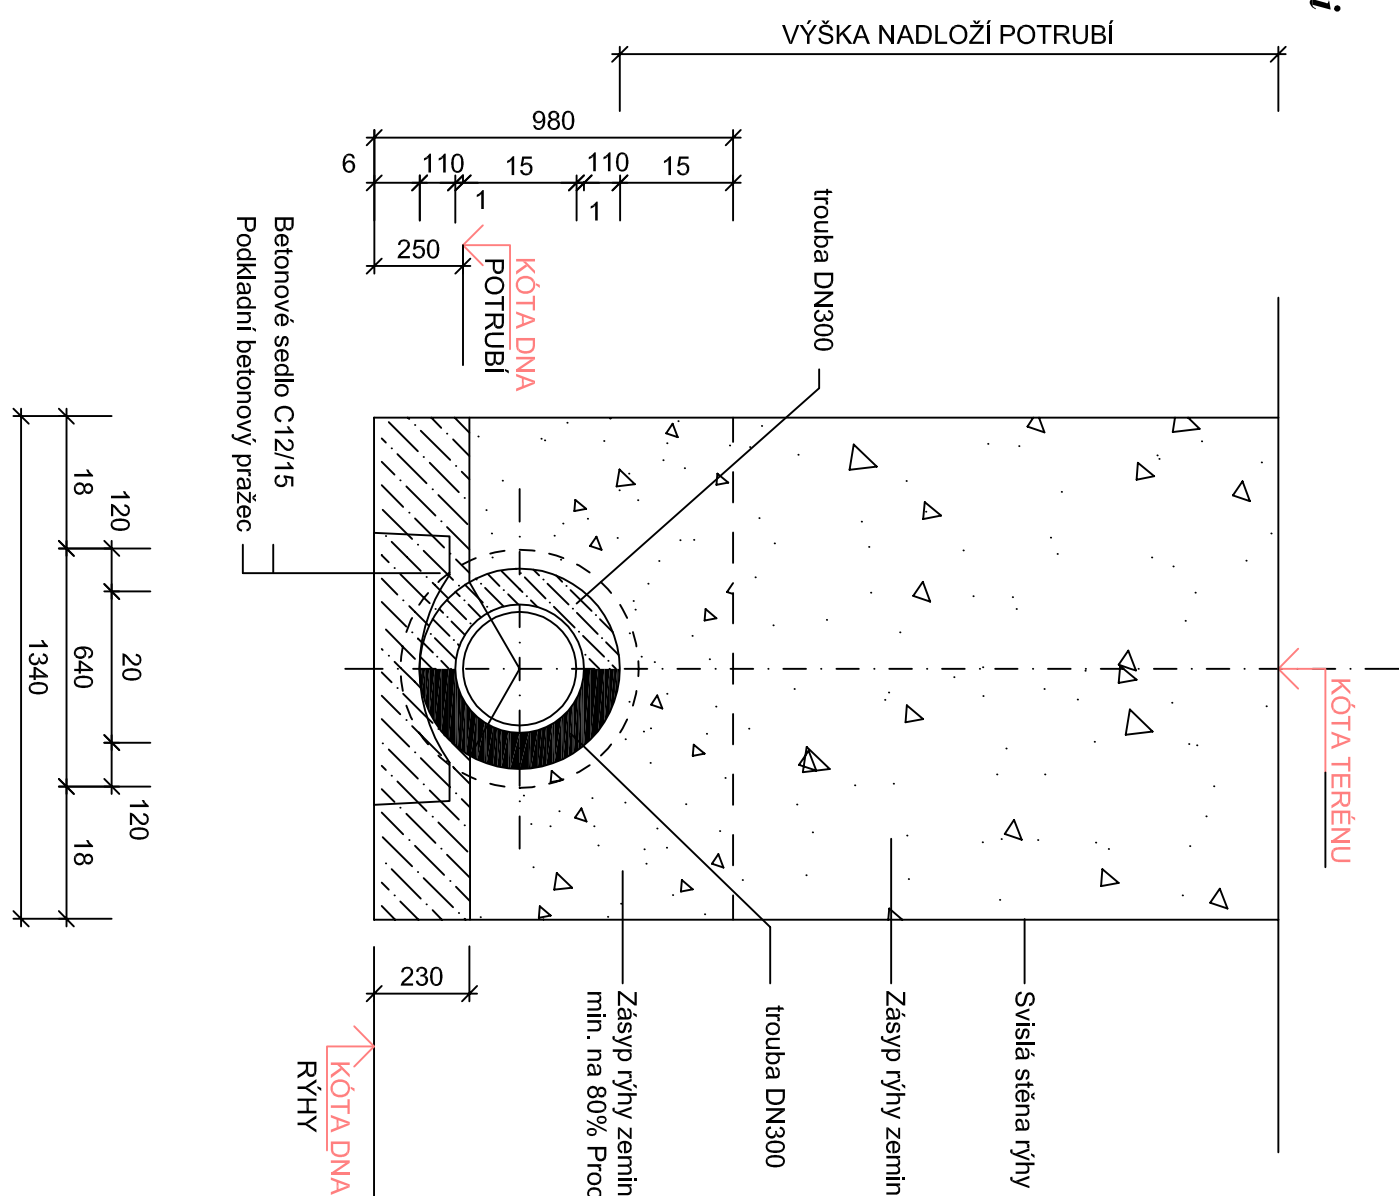 i
VÝŠKA NADLOŽÍ POTRUBÍ
980
6
110
15
110
15
1
1
250
KÓTA DNA
POTRUBÍ
trouba DN300
Betonové sedlo C12/15
Podkladní betonový pražec
18
120
640
20
1340
120
18
KÓTA TERÉNU
230
KÓTA DNA
RÝHY
Svislá stěna rýhy
Zásyp rýhy zemin
trouba DN300
Zásyp rýhy zemin
min. na 80% Proc